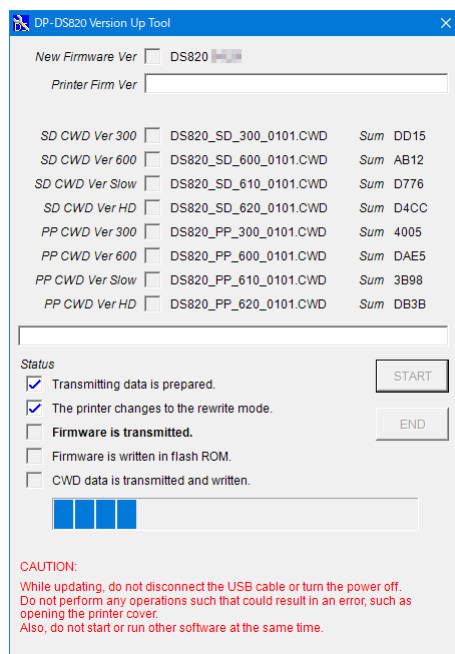 DP-DS820 Version Up Tool
New Firmware Ver DS820
Printer Firm Ver
SD CWD Ver 300 DS820_SD_300_0101.CWD Sum DD15
SD CWD Ver 600 DS820_SD_600_0101.CWD Sum AB12
SD CWD Ver Slow DS820_SD_610_0101.CWD Sum D776
SD CWD Ver HD DS820_SD_620_0101.CWD Sum D4CC
PP CWD Ver 300 DS820_PP_300_0101.CWD Sum 4005
PP CWD Ver 600 DS820_PP_600_0101.CWD Sum DAE5
PP CWD Ver Slow DS820_PP_610_0101.CWD Sum 3B98
PP CWD Ver HD DS820_PP_620_0101.CWD Sum DB3B
Status
Transmitting data is prepared.
START
The printer changes to the rewrite mode.
END
Firmware is transmitted.
Firmware is written in flash ROM.
CWD data is transmitted and written.
CAUTION:
While updating, do not disconnect the USB cable or turn the power off.
Do not perform any operations such that could result in an error, such as
opening the printer cover.
Also, do not start or run other software at the same time.